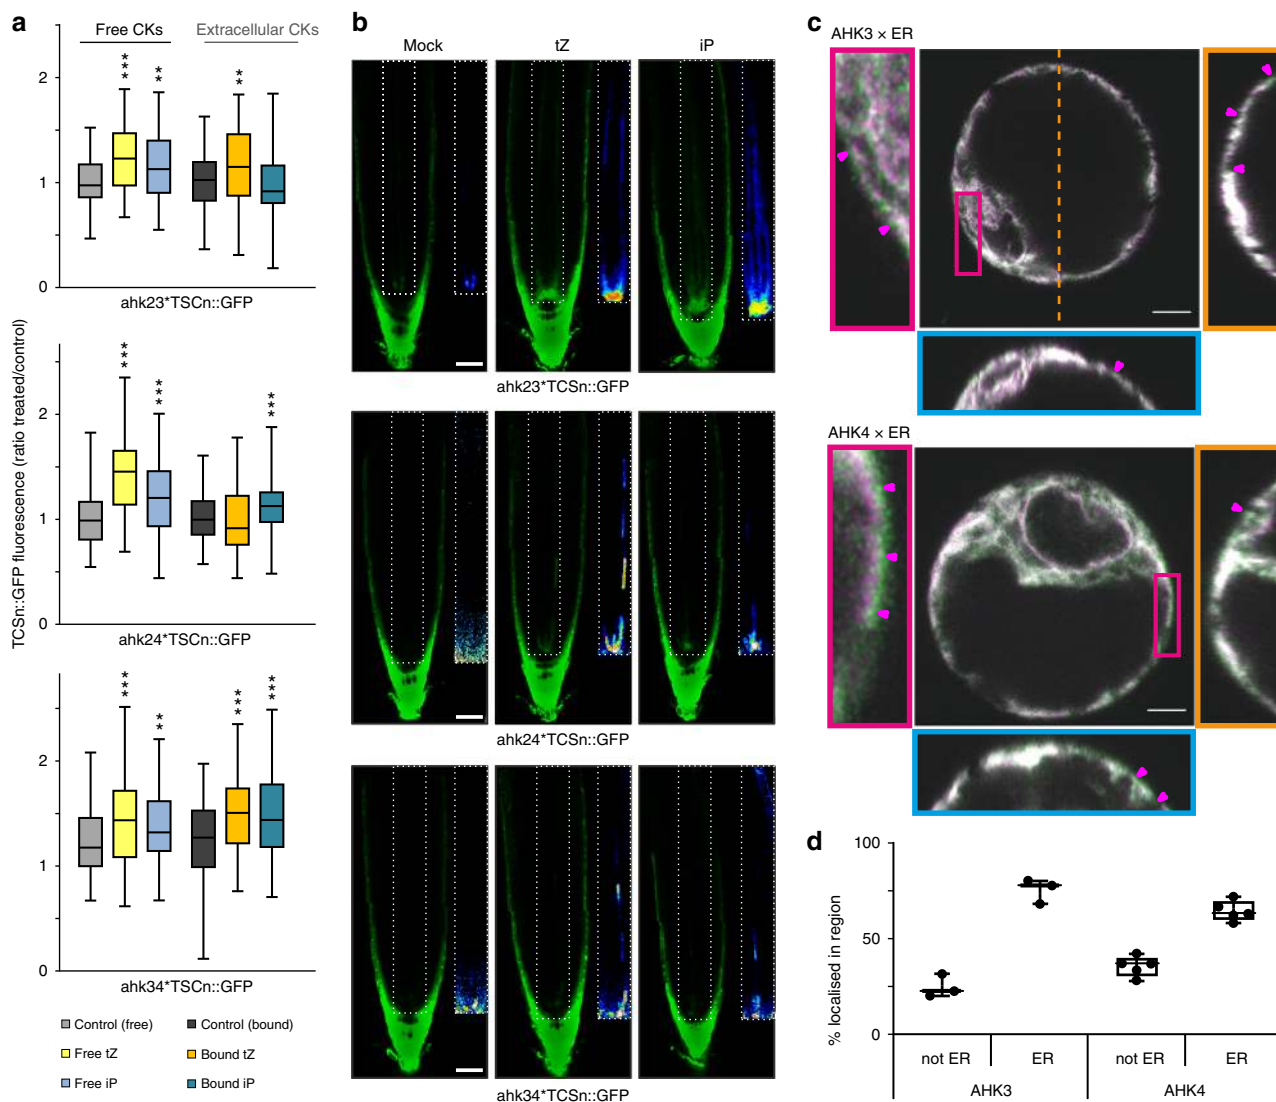 a
Free CKs
Extracellular CKs
TCSn::GFP fluorescence (ratio treated/control)
***
**
**
2
1
0
ahk23*TSCn::GFP
***
***
***
2
1
0
ahk24*TSCn::GFP
***
**
***
***
2
1
0
ahk34*TSCn::GFP
Control (free)
Control (bound)
Free tZ
Bound tZ
Free iP
Bound iP
b
Mock
tZ
iP
ahk23*TCSn::GFP
ahk24*TCSn::GFP
ahk34*TCSn::GFP
c
AHK3 × ER
AHK4 × ER
d
% localised in region
100
50
0
not ER
ER
not ER
ER
AHK3
AHK4